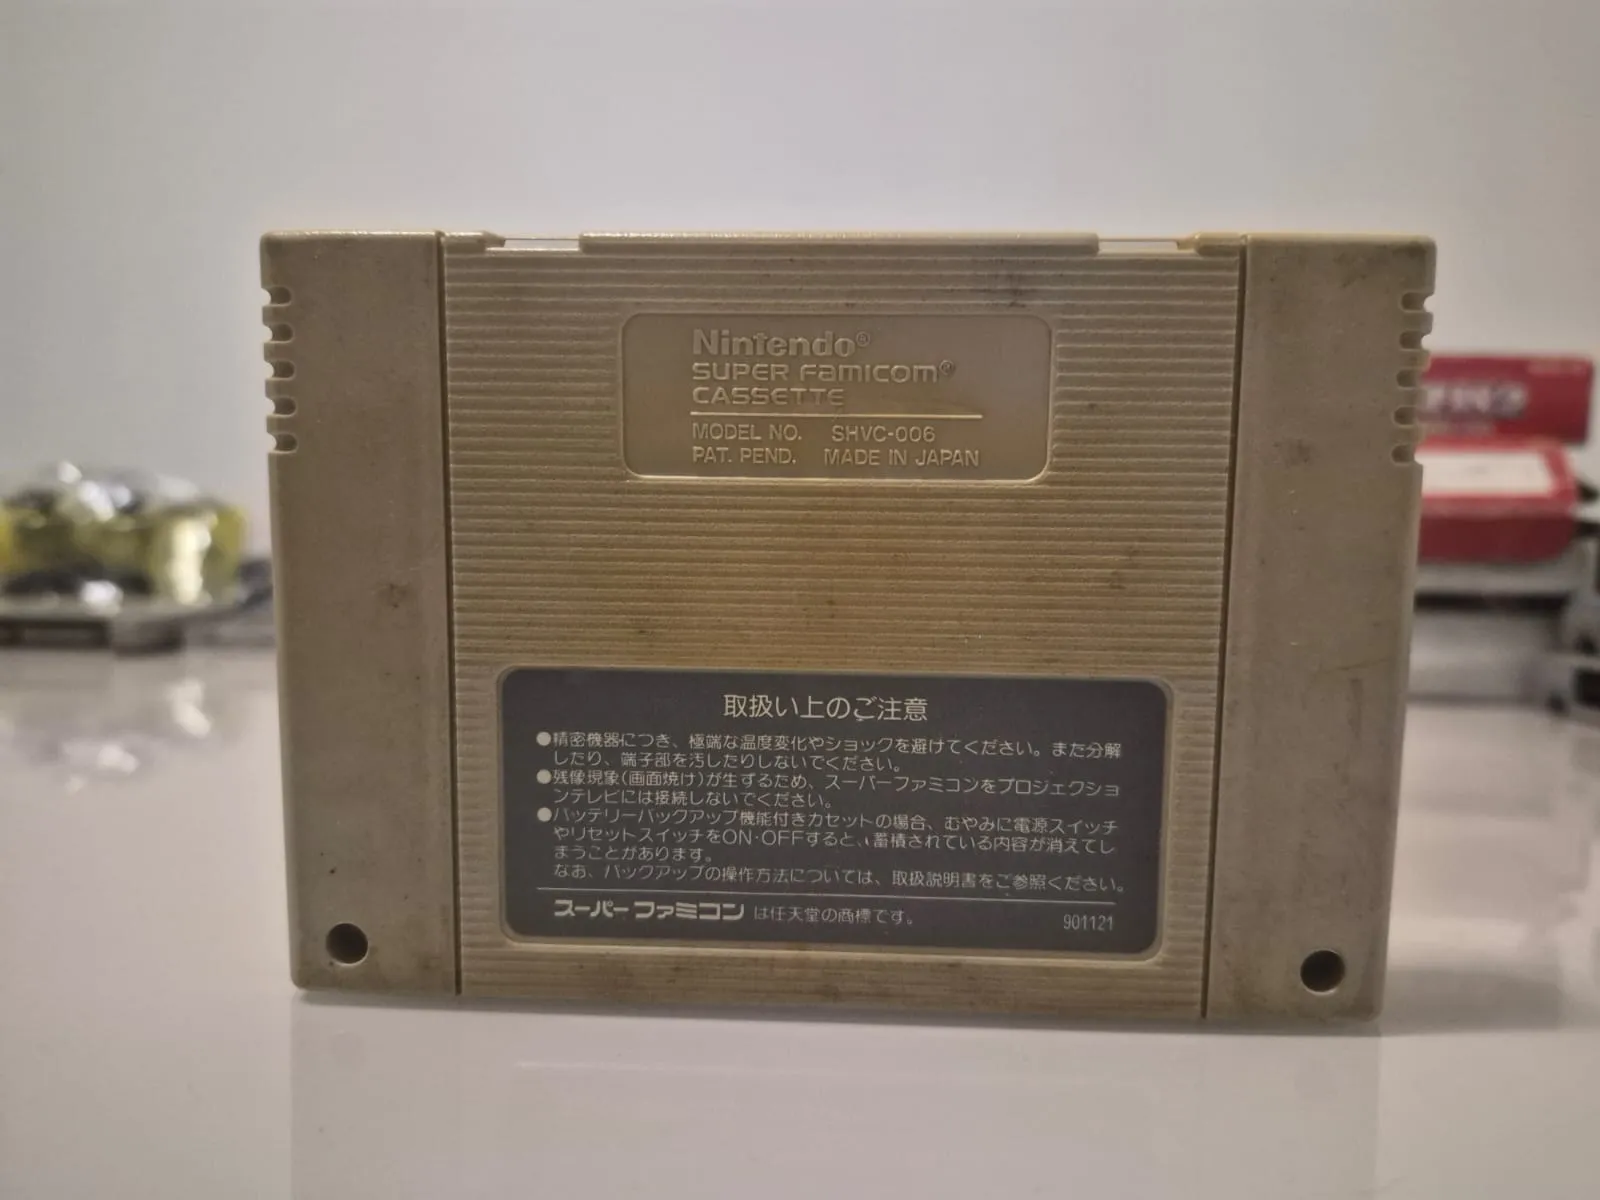 Nintendo®
SUPER Famicom®
CASSETTE
MODEL NO. SHVC-006
PAT. PEND. MADE IN JAPAN
取扱い上のご注意
●精密機器につき、極端な温度変化やショックを避けてください。また分解
したり、端子部を汚したりしないでください。
●残像現象(画面焼け)が生ずるため、スーパーファミコンをプロジェクショ
ンテレビには接続しないでください。
●バッテリーバックアップ機能付きカセットの場合、むやみに電源スイッチ
やリセットスイッチをON·OFFすると、蓄積されている内容が消えてし
まうことがあります。
なお、バックアップの操作方法については、取扱説明書をご参照ください。
スーパーファミコン は任天堂の商標です。
901121